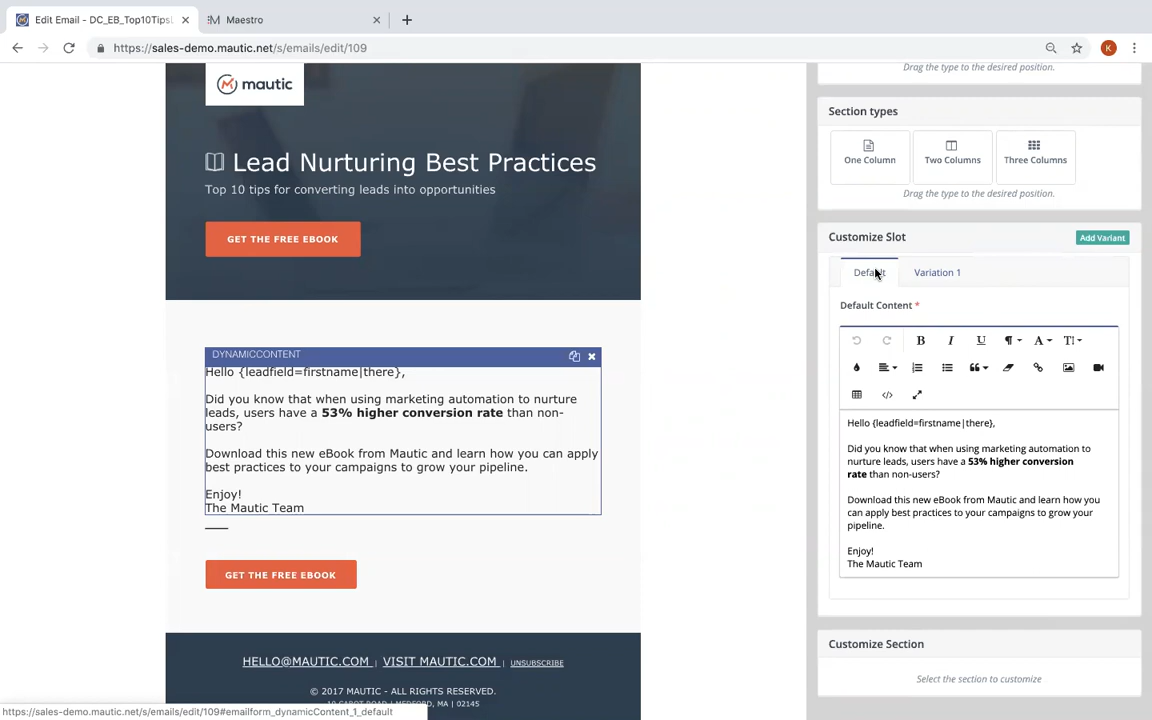 Edit Email - DC_EB_Top10TipsL
Maestro
https://sales-demo.mautic.net/s/emails/edit/109
K
mautic
Lead Nurturing Best Practices
Top 10 tips for converting leads into opportunities
GET THE FREE EBOOK
DYNAMICCONTENT
Hello {leadfield=firstname|there},
Did you know that when using marketing automation to nurture
leads, users have a 53% higher conversion rate than non-
users?
Download this new eBook from Mautic and learn how you can apply
best practices to your campaigns to grow your pipeline.
Enjoy!
The Mautic Team
GET THE FREE EBOOK
HELLO@MAUTIC.COM | VISIT MAUTIC.COM | UNSUBSCRIBE
© 2017 MAUTIC - ALL RIGHTS RESERVED.
10 CABOT ROAD | MEDFORD, MA | 02145
https://sales-demo.mautic.net/s/emails/edit/109#emailform_dynamicContent_1_default
Drag the type to the desired position.
Section types
One Column
Two Columns
Three Columns
Drag the type to the desired position.
Customize Slot
Add Variant
Default
Variation 1
Default Content *
Hello {leadfield=firstname|there},
Did you know that when using marketing automation to
nurture leads, users have a 53% higher conversion
rate than non-users?
Download this new eBook from Mautic and learn how you
can apply best practices to your campaigns to grow your
pipeline.
Enjoy!
The Mautic Team
Customize Section
Select the section to customize